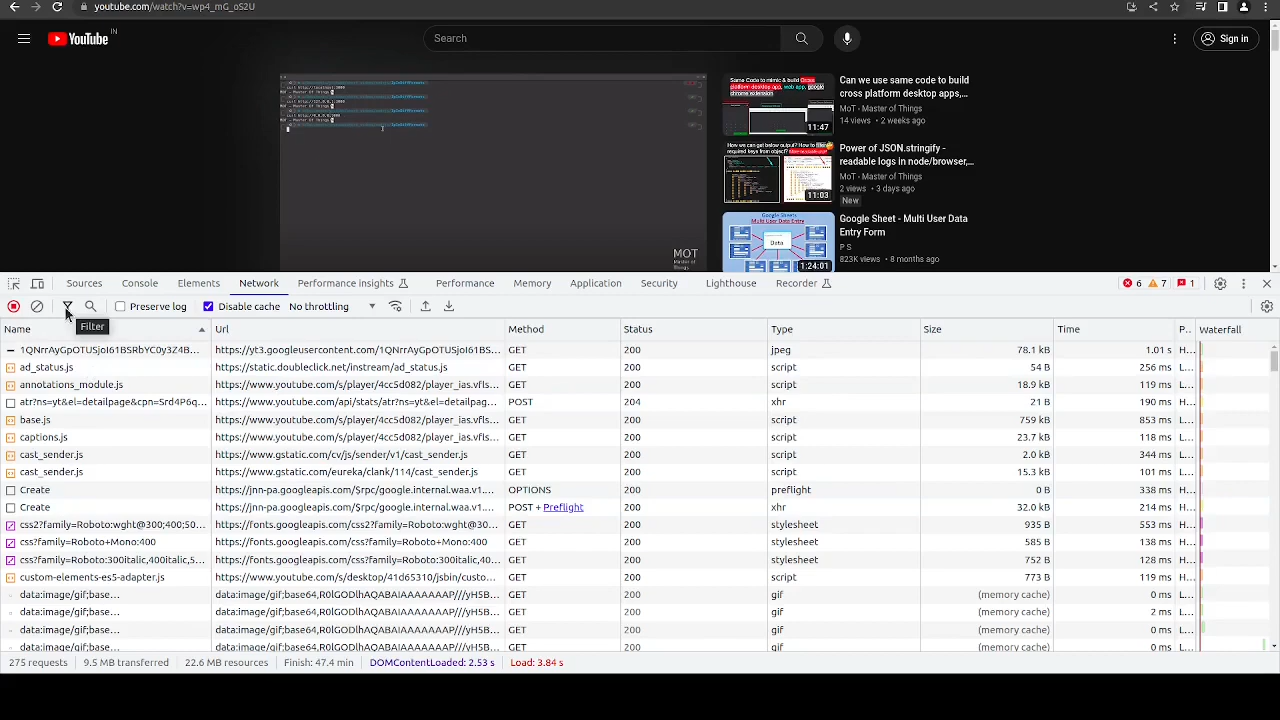 youtube.com/watch?v=wp4_mG_oS2U
YouTube IN
Search
Sign in
Can we use same code to build
cross platform desktop apps,...
MoT - Master of Things
14 views • 2 weeks ago
11:47
Power of JSON.stringify -
readable logs in node/browser,...
MoT - Master of Things
2 views • 3 days ago
New
11:03
Google Sheet - Multi User Data
Entry Form
P S
823K views • 8 months ago
Google Sheets
Multi User Data Entry
Data
1:24:01
MOT
Master of
Things
Sources Console Elements Network Performance insights Performance Memory Application Security Lighthouse Recorder 6 7 1
Preserve log Disable cache No throttling
Filter
Name Url Method Status Type Size Time P.. Waterfall
1QNrrAyGpOTUSjoI61BSRbYC0y3Z4B... https://yt3.googleusercontent.com/1QNrrAyGpOTUSjoI61BS... GET 200 jpeg 78.1 kB 1.01 s H...
ad_status.js https://static.doubleclick.net/instream/ad_status.js GET 200 script 54 B 256 ms L...
annotations_module.js https://www.youtube.com/s/player/4cc5d082/player_ias.vfls... GET 200 script 18.9 kB 119 ms L...
atr?ns=yt&el=detailpage&cpn=Srd4P6q... https://www.youtube.com/api/stats/atr?ns=yt&el=detailpag... POST 204 xhr 21 B 190 ms L...
base.js https://www.youtube.com/s/player/4cc5d082/player_ias.vfls... GET 200 script 759 kB 853 ms L...
captions.js https://www.youtube.com/s/player/4cc5d082/player_ias.vfls... GET 200 script 23.7 kB 118 ms L...
cast_sender.js https://www.gstatic.com/cv/js/sender/v1/cast_sender.js GET 200 script 2.0 kB 344 ms L...
cast_sender.js https://www.gstatic.com/eureka/clank/114/cast_sender.js GET 200 script 15.3 kB 101 ms L...
Create https://jnn-pa.googleapis.com/$rpc/google.internal.waa.v1.... OPTIONS 200 preflight 0 B 338 ms H...
Create https://jnn-pa.googleapis.com/$rpc/google.internal.waa.v1.... POST + Preflight 200 xhr 32.0 kB 214 ms H...
css2?family=Roboto:wght@300;400;50... https://fonts.googleapis.com/css2?family=Roboto:wght@30... GET 200 stylesheet 935 B 553 ms H...
css?family=Roboto+Mono:400 https://fonts.googleapis.com/css?family=Roboto+Mono:400 GET 200 stylesheet 585 B 138 ms H...
css?family=Roboto:300italic,400italic,5... https://fonts.googleapis.com/css?family=Roboto:300italic,40... GET 200 stylesheet 752 B 128 ms H...
custom-elements-es5-adapter.js https://www.youtube.com/s/desktop/41d65310/jsbin/custo... GET 200 script 773 B 119 ms H...
data:image/gif;base... data:image/gif;base64,R0lGODlhAQABAIAAAAAAAP///yH5B... GET 200 gif (memory cache) 0 ms L...
data:image/gif;base... data:image/gif;base64,R0lGODlhAQABAIAAAAAAAP///yH5B... GET 200 gif (memory cache) 2 ms L...
data:image/gif;base... data:image/gif;base64,R0lGODlhAQABAIAAAAAAAP///yH5B... GET 200 gif (memory cache) 0 ms L...
data:image/gif;base... data:image/gif;base64,R0lGODlhAQABAIAAAAAAAP///yH5B... GET 200 gif (memory cache) 0 ms L...
275 requests 9.5 MB transferred 22.6 MB resources Finish: 47.4 min DOMContentLoaded: 2.53 s Load: 3.84 s